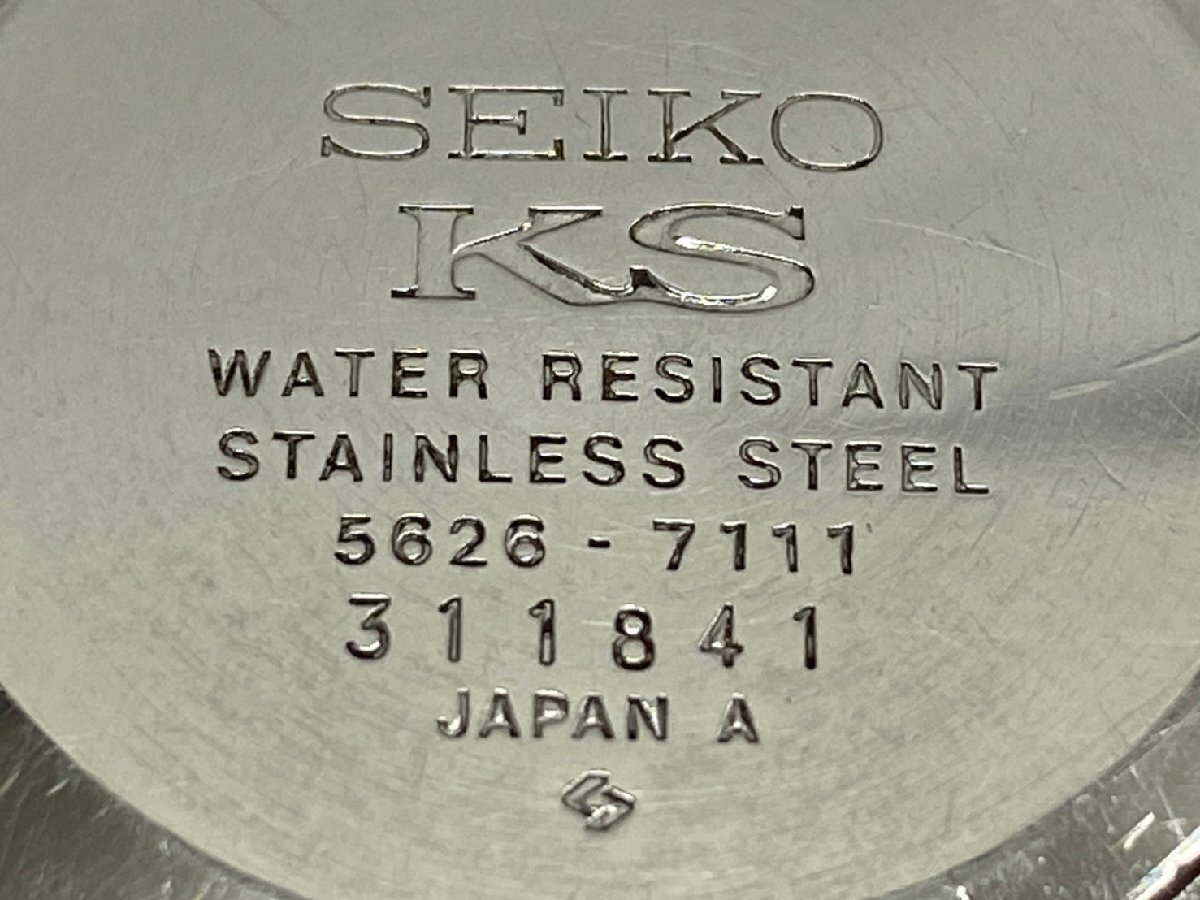 SEIKO
KS
WATER RESISTANT
STAINLESS STEEL
5626 - 7111
311841
JAPAN A